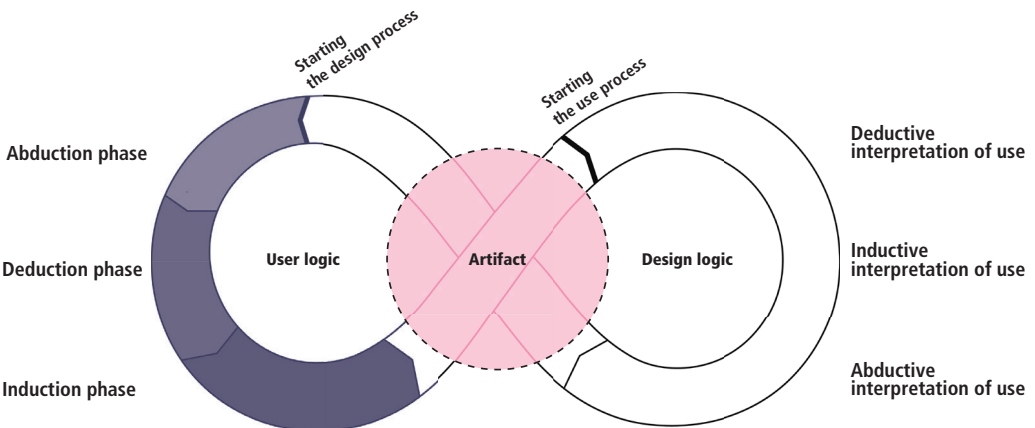 Starting
the design process
Starting
the use process
Abduction phase
Deduction phase
Induction phase
User logic
Artifact
Design logic
Deductive
interpretation of use
Inductive
interpretation of use
Abductive
interpretation of use